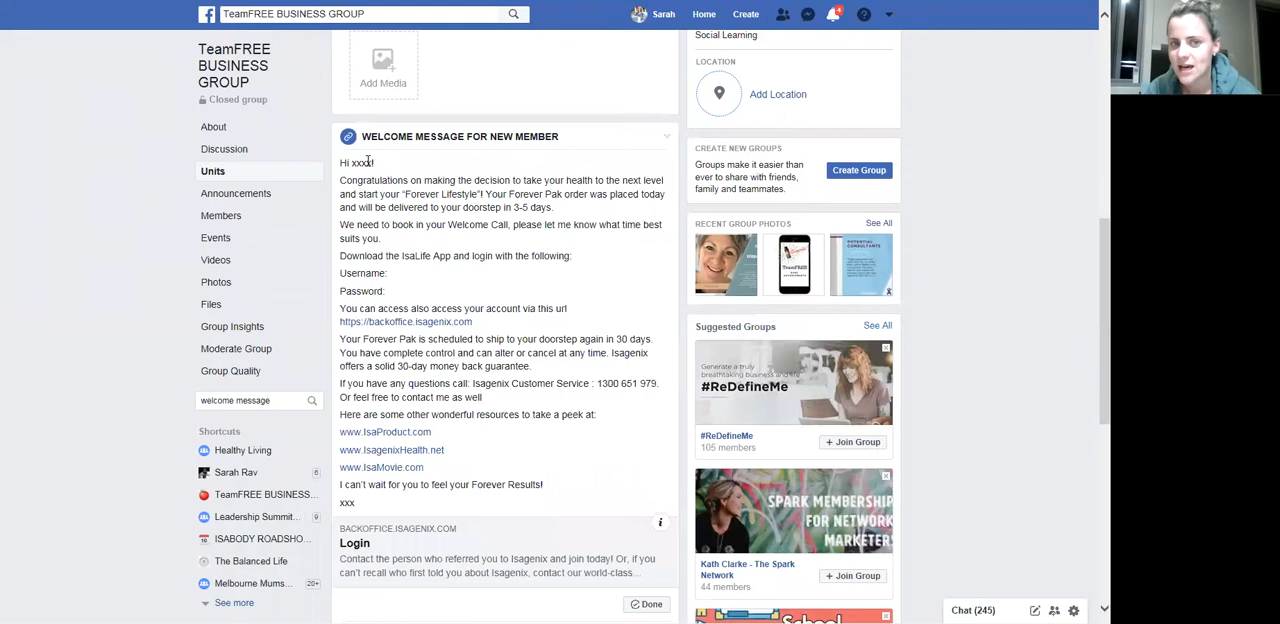 TeamFREE BUSINESS GROUP
Sarah
Home
Create
4
TeamFREE
BUSINESS
GROUP
Closed group
About
Discussion
Units
Announcements
Members
Events
Videos
Photos
Files
Group Insights
Moderate Group
Group Quality
welcome message
Shortcuts
Healthy Living
Sarah Rav 6
TeamFREE BUSINESS...
Leadership Summit... 9
ISABODY ROADSHO...
The Balanced Life
Melbourne Mums... 20+
See more
Add Media
WELCOME MESSAGE FOR NEW MEMBER
Hi xxxx!
Congratulations on making the decision to take your health to the next level
and start your “Forever Lifestyle”! Your Forever Pak order was placed today
and will be delivered to your doorstep in 3-5 days.
We need to book in your Welcome Call, please let me know what time best
suits you.
Download the IsaLife App and login with the following:
Username:
Password:
You can access also access your account via this url
https://backoffice.isagenix.com
Your Forever Pak is scheduled to ship to your doorstep again in 30 days.
You have complete control and can alter or cancel at any time. Isagenix
offers a solid 30-day money back guarantee.
If you have any questions call: Isagenix Customer Service : 1300 651 979.
Or feel free to contact me as well
Here are some other wonderful resources to take a peek at:
www.IsaProduct.com
www.IsagenixHealth.net
www.IsaMovie.com
I can’t wait for you to feel your Forever Results!
xxx
BACKOFFICE.ISAGENIX.COM
Login
Contact the person who referred you to Isagenix and join today! Or, if you
can’t recall who first told you about Isagenix, contact our world-class...
Done
Social Learning
LOCATION
Add Location
CREATE NEW GROUPS
Groups make it easier than
ever to share with friends,
family and teammates.
Create Group
RECENT GROUP PHOTOS
See All
TeamFREE
POTENTIAL
CONSULTANTS
Suggested Groups
See All
Generate a truly
breathtaking business and life
#ReDefineMe
#ReDefineMe
105 members
+ Join Group
SPARK MEMBERSHIP
FOR NETWORK
MARKETERS
Kath Clarke - The Spark
Network
44 members
+ Join Group
School
Chat (245)